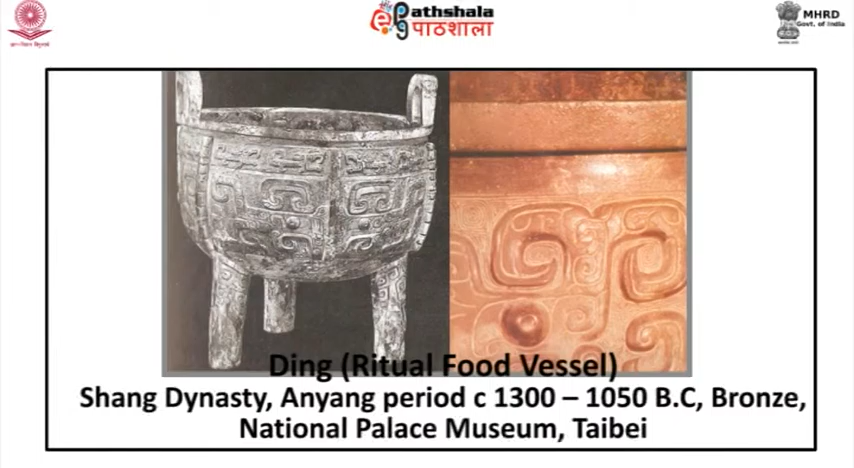 epathshala
पाठशाला
MHRD
Govt. of India
Ding (Ritual Food Vessel)
Shang Dynasty, Anyang period c 1300 – 1050 B.C, Bronze,
National Palace Museum, Taibei